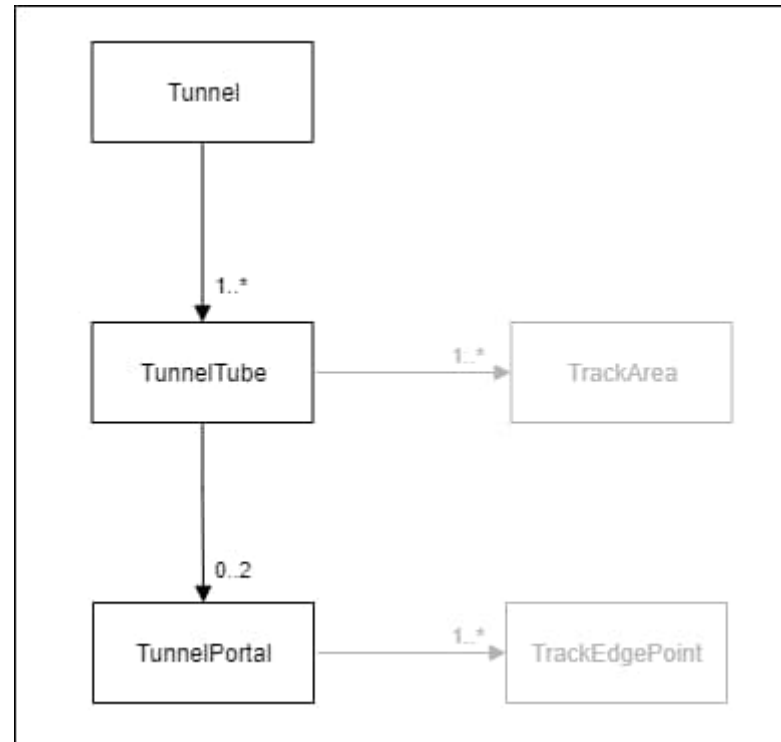 Tunnel
1..*
TunnelTube
1..*
TrackArea
0..2
TunnelPortal
1..*
TrackEdgePoint